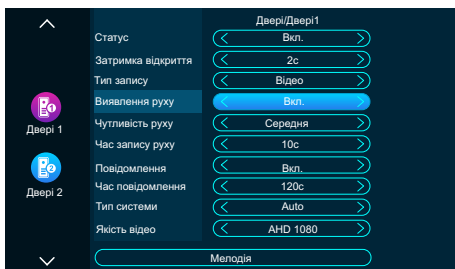 Двері/Двері1
Статус Вкл.
Затримка відкриття 2с
Тип запису Відео
Виявлення руху Вкл.
Чутливість руху Середня
Час запису руху 10с
Повідомлення Вкл.
Час повідомлення 120с
Тип системи Auto
Якість відео AHD 1080
Мелодія
Двері 1
Двері 2